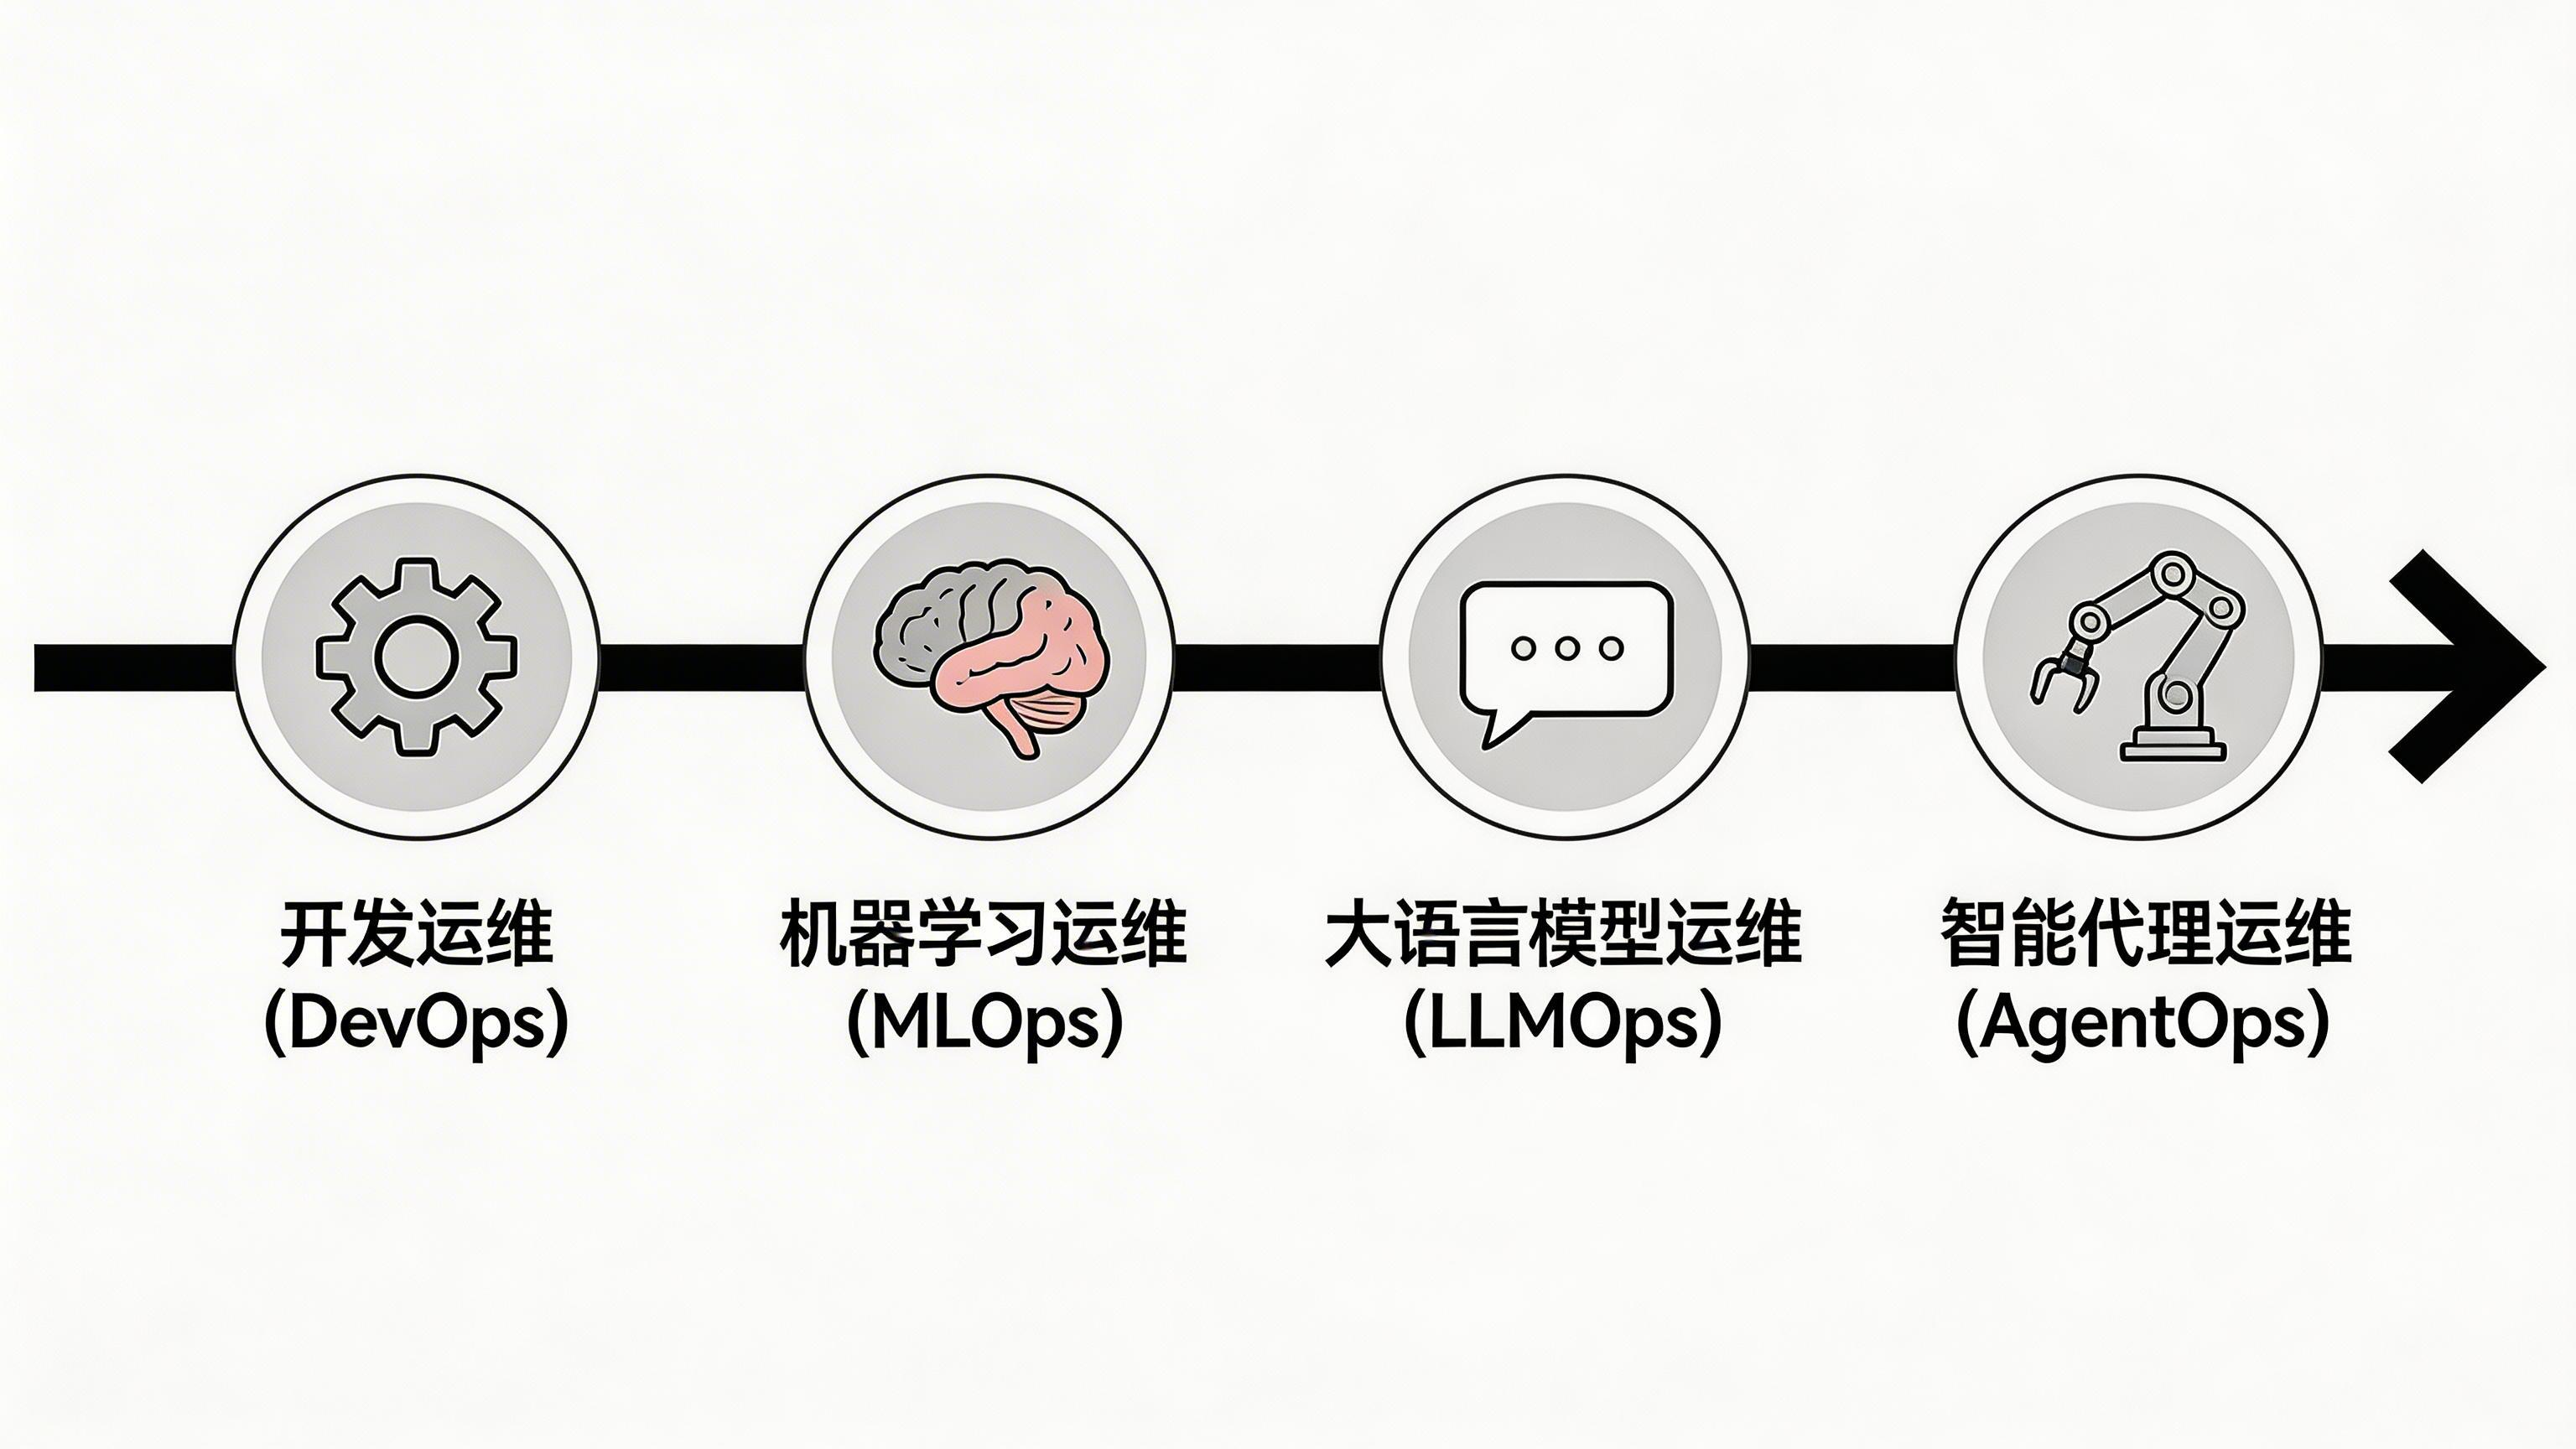 开发运维
(DevOps)
机器学习运维
(MLOps)
大语言模型运维
(LLMOps)
智能代理运维
(AgentOps)